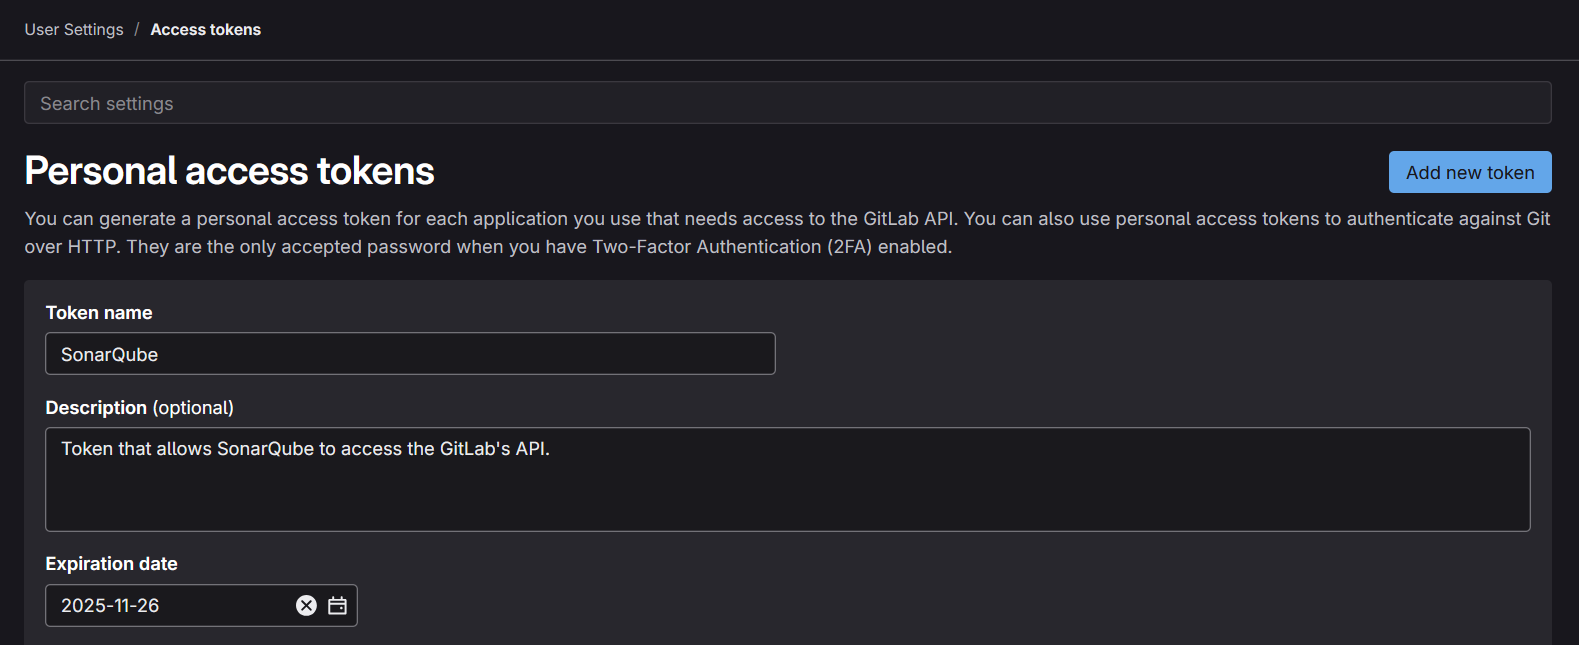 User Settings / Access tokens
Search settings
Personal access tokens
Add new token
You can generate a personal access token for each application you use that needs access to the GitLab API. You can also use personal access tokens to authenticate against Git
over HTTP. They are the only accepted password when you have Two-Factor Authentication (2FA) enabled.
Token name
SonarQube
Description (optional)
Token that allows SonarQube to access the GitLab's API.
Expiration date
2025-11-26